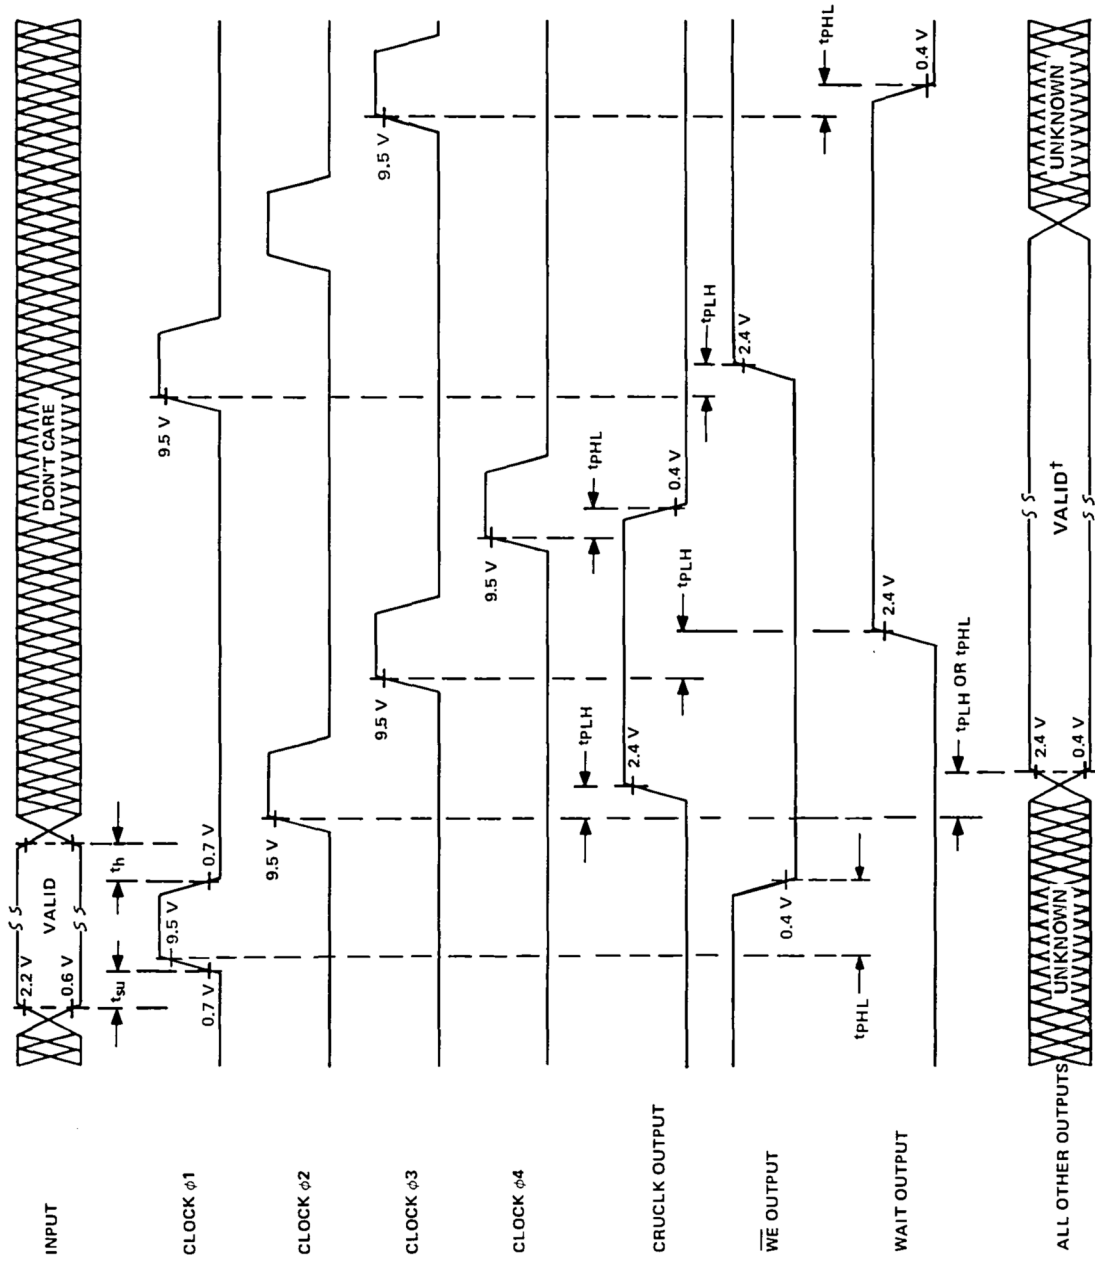 INPUT
2.2 V
0.6 V
VALID
DON'T CARE
tsu
th
CLOCK ϕ1
0.7 V
9.5 V
0.7 V
9.5 V
CLOCK ϕ2
9.5 V
CLOCK ϕ3
9.5 V
9.5 V
CLOCK ϕ4
9.5 V
tPLH
tPHL
CRUCLK OUTPUT
2.4 V
0.4 V
tPLH
tPLH
WE OUTPUT
0.4 V
2.4 V
tPHL
tPHL
WAIT OUTPUT
2.4 V
0.4 V
tPLH OR tPHL
ALL OTHER OUTPUTS
UNKNOWN
2.4 V
0.4 V
VALID†
UNKNOWN